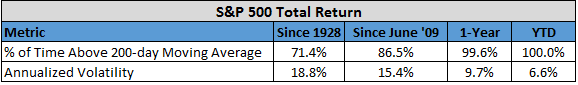 S&P 500 Total Return
Metric Since 1928 Since June '09 1-Year YTD
% of Time Above 200-day Moving Average 71.4% 86.5% 99.6% 100.0%
Annualized Volatility 18.8% 15.4% 9.7% 6.6%